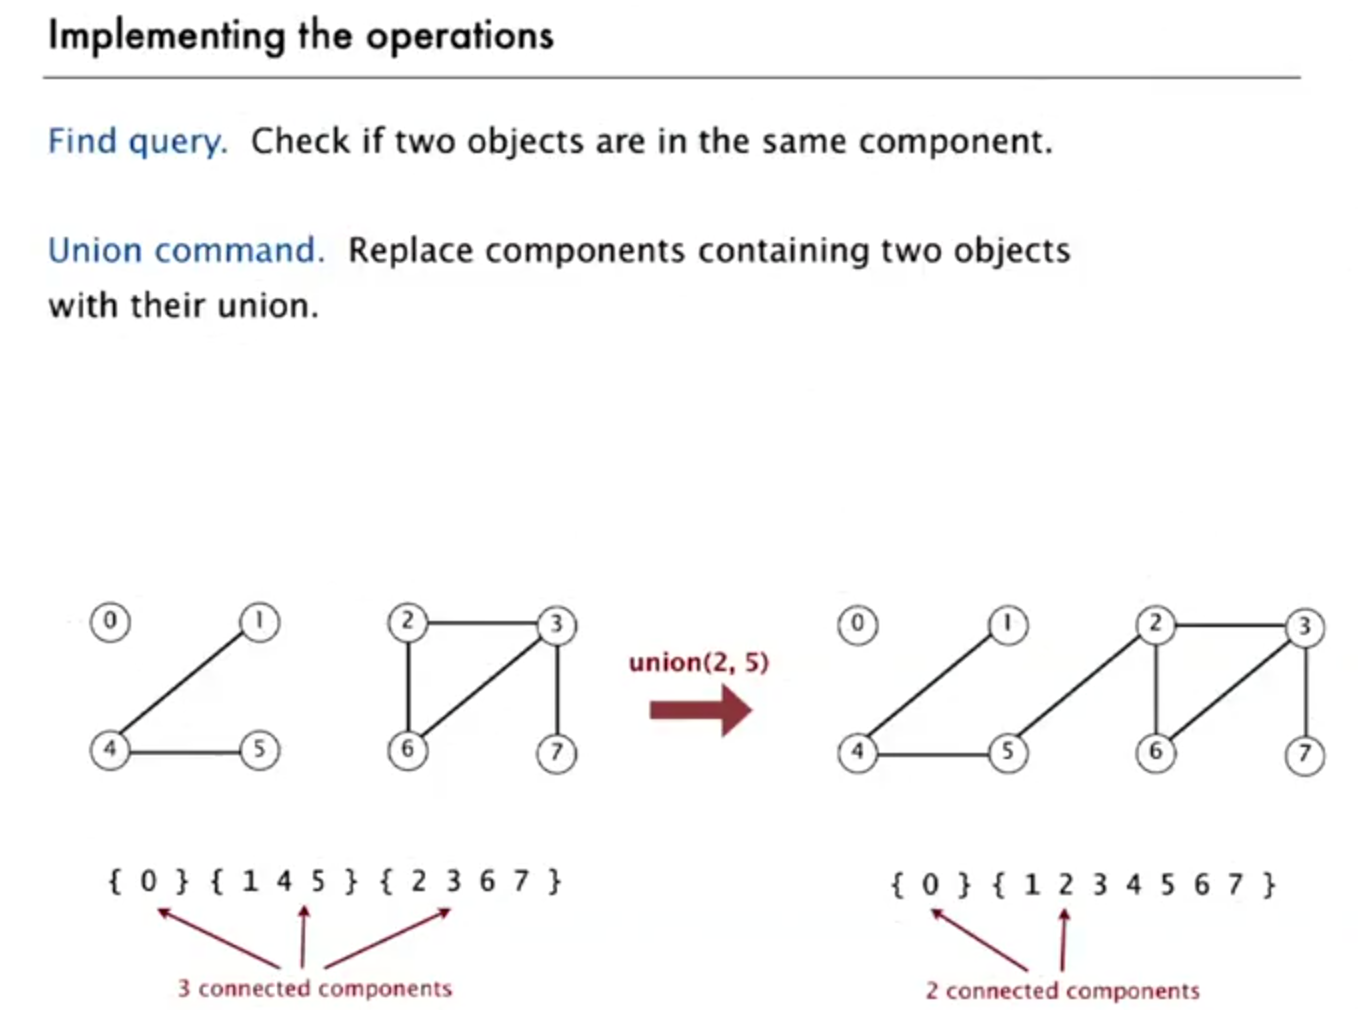 Implementing the operations
Find query. Check if two objects are in the same component.
Union command. Replace components containing two objects
with their union.
0 1 2 3
4 5 6 7
union(2, 5)
0 1 2 3
4 5 6 7
{ 0 } { 1 4 5 } { 2 3 6 7 }
3 connected components
{ 0 } { 1 2 3 4 5 6 7 }
2 connected components